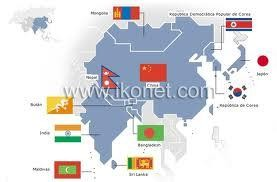 República Democrática Popular de Corea
Mongolia
Japón
Nepal
China
www.ikonet.com
República de Corea
Bután
India
Bangladesh
Maldivas
Sri Lanka